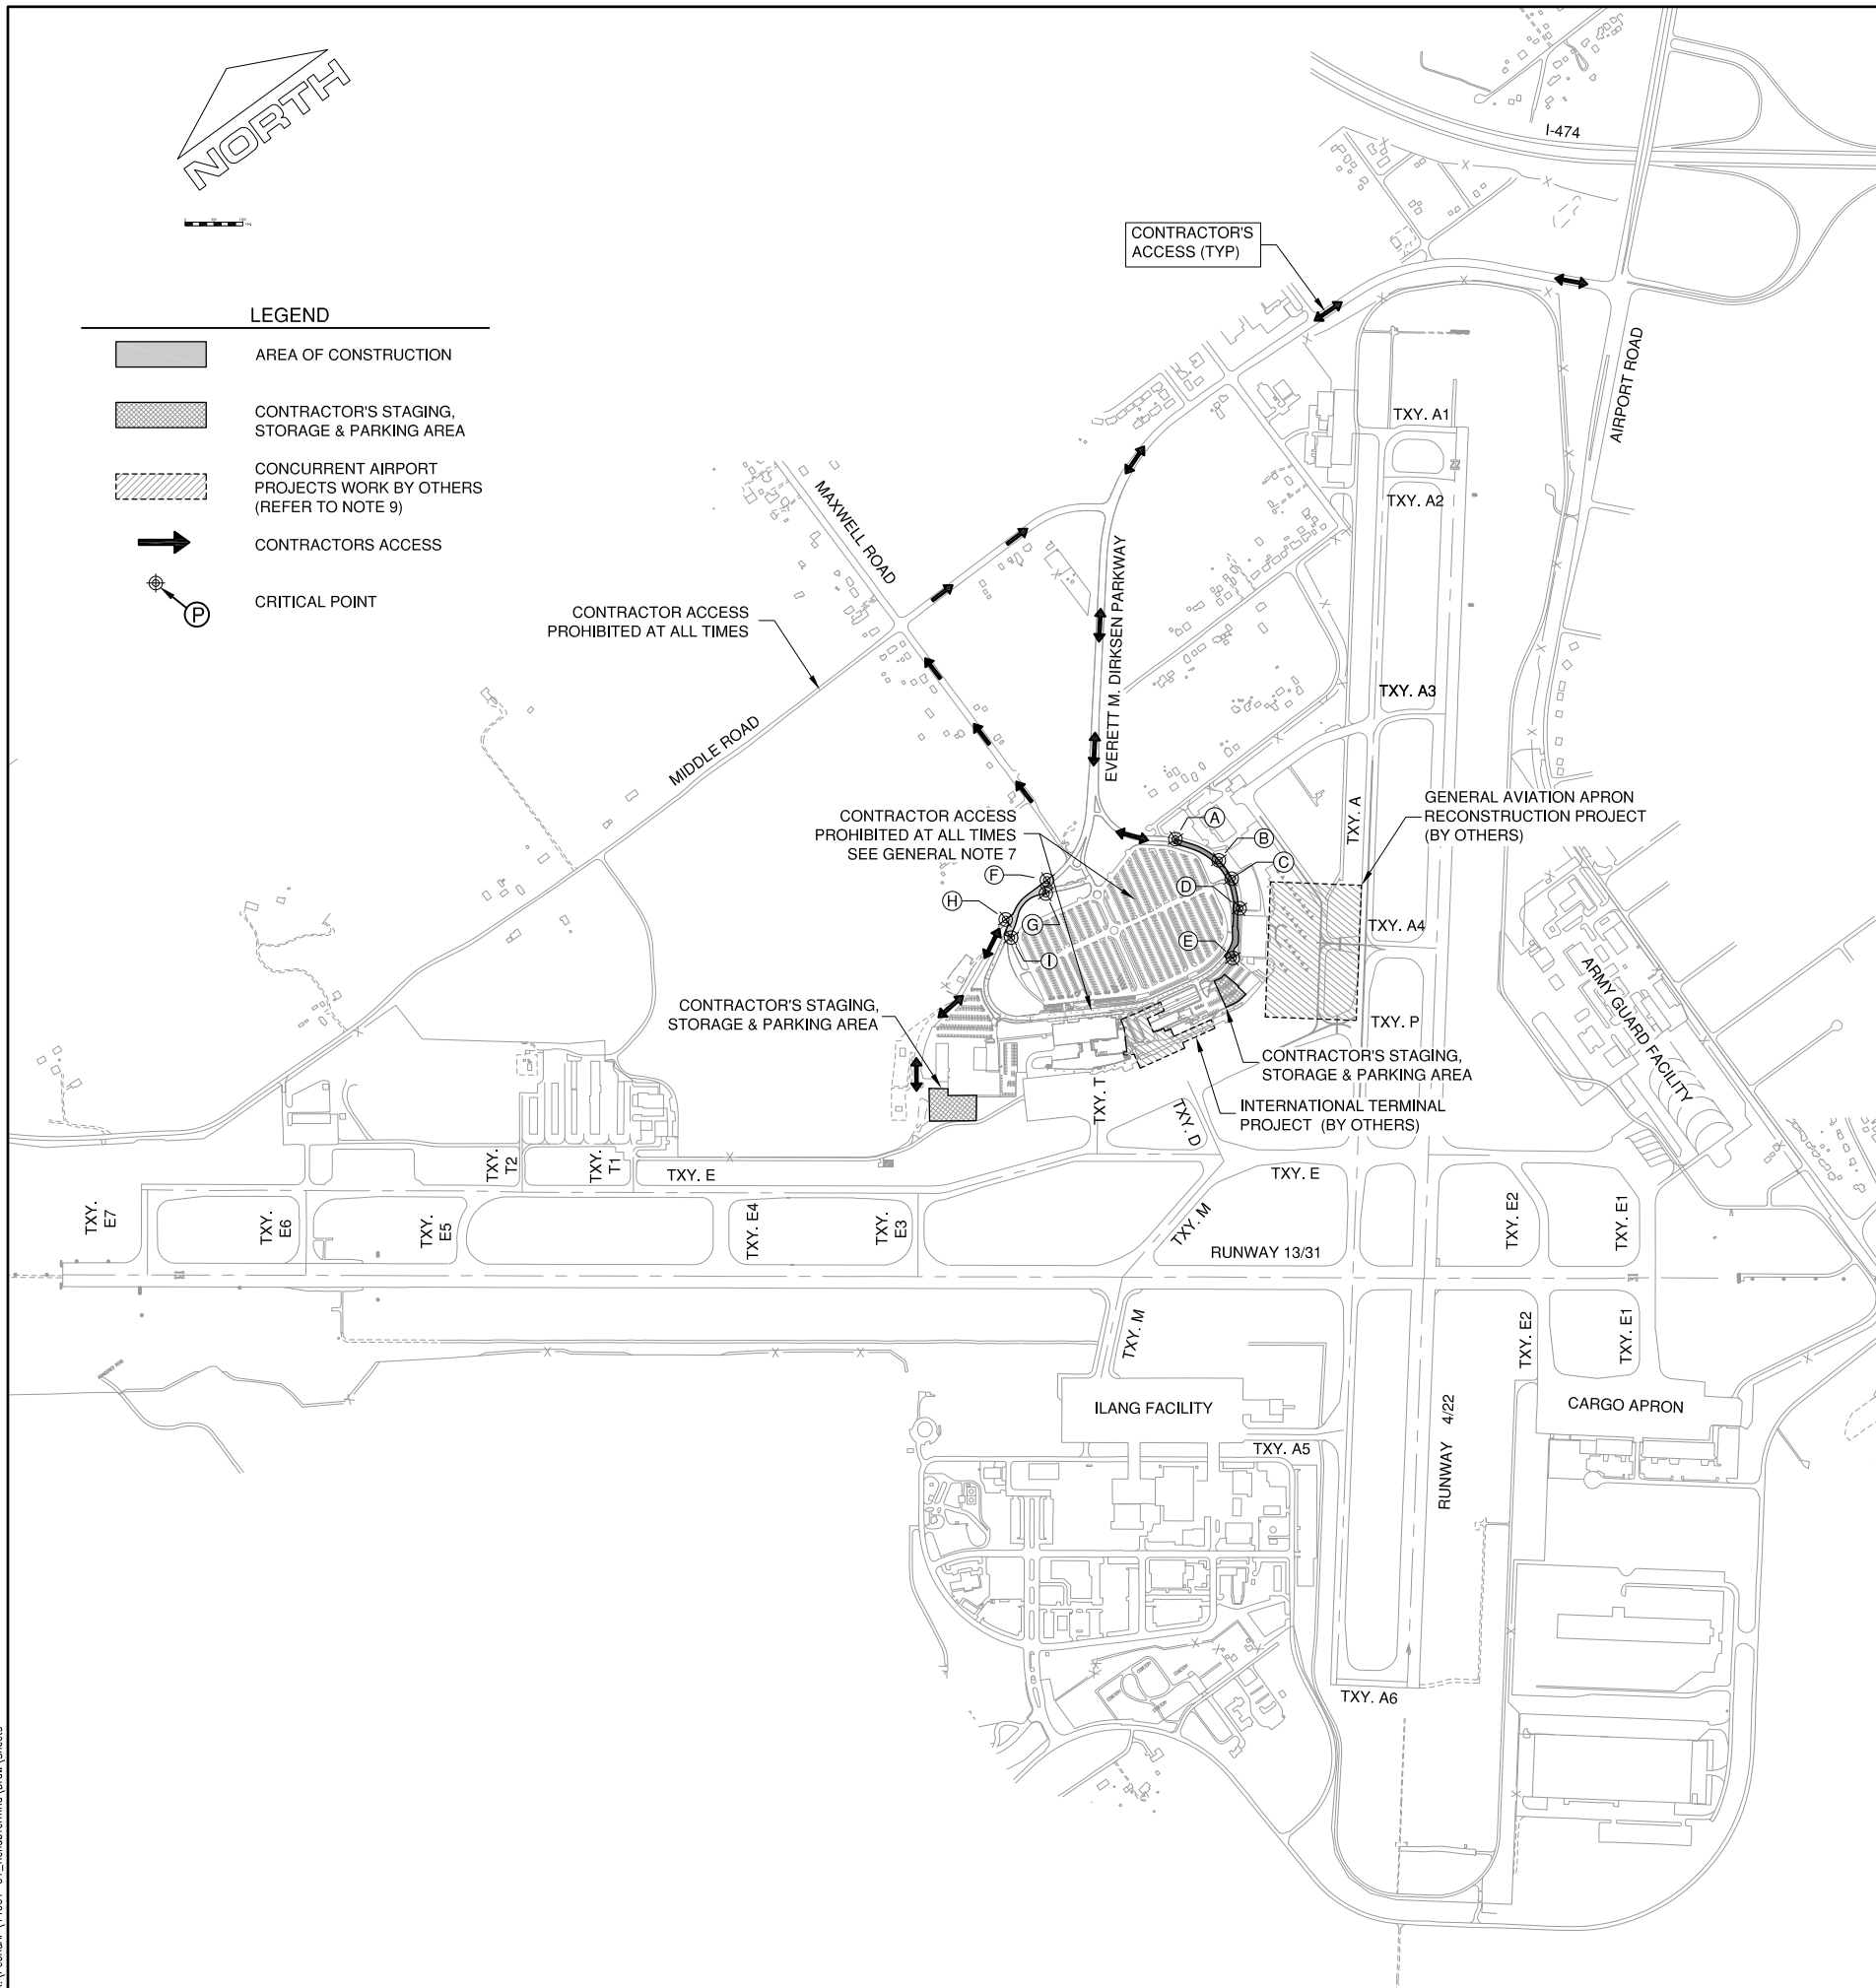 NORTH
LEGEND
AREA OF CONSTRUCTION
CONTRACTOR'S STAGING,
STORAGE & PARKING AREA
CONCURRENT AIRPORT
PROJECTS WORK BY OTHERS
(REFER TO NOTE 9)
CONTRACTORS ACCESS
P
CRITICAL POINT
I-474
CONTRACTOR'S
ACCESS (TYP)
AIRPORT ROAD
TXY. A1
TXY. A2
MAXWELL ROAD
EVERETT M. DIRKSEN PARKWAY
CONTRACTOR ACCESS
PROHIBITED AT ALL TIMES
TXY. A3
MIDDLE ROAD
GENERAL AVIATION APRON
RECONSTRUCTION PROJECT
(BY OTHERS)
TXY. A
CONTRACTOR ACCESS
PROHIBITED AT ALL TIMES
SEE GENERAL NOTE 7
A
B
C
D
E
F
G
H
I
TXY. A4
ARMY GUARD FACILITY
CONTRACTOR'S STAGING,
STORAGE & PARKING AREA
TXY. P
CONTRACTOR'S STAGING,
STORAGE & PARKING AREA
INTERNATIONAL TERMINAL
PROJECT (BY OTHERS)
TXY. T
TXY. D
TXY.
T2
TXY.
T1
TXY. E
TXY. E
TXY.
E7
TXY.
E6
TXY.
E5
TXY. E4
TXY.
E3
TXY. M
TXY. E2
TXY. E1
RUNWAY 13/31
TXY. M
TXY. E2
TXY. E1
ILANG FACILITY
RUNWAY 4/22
CARGO APRON
TXY. A5
CEMETERY
CEMETERY
CEMETERY
CEMETERY
TXY. A6